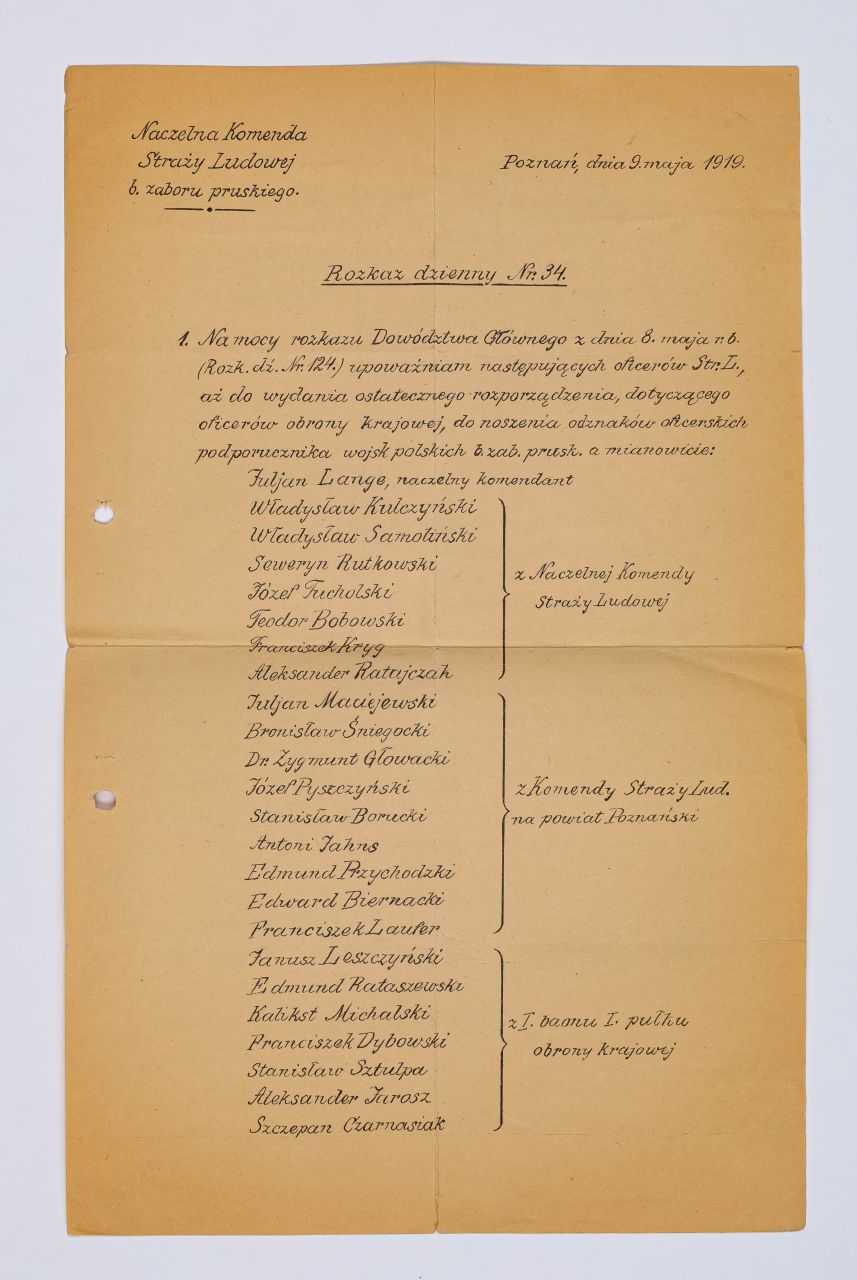 Naczelna Komenda
Straży Ludowej
b. zaboru pruskiego.
Poznań, dnia 9. maja 1919.
Rozkaz dzienny Nr. 34.
1. Na mocy rozkazu Dowództwa Głównego z dnia 8. maja r. b.
(Rozk. dź. Nr. 124.) upoważniam następujących oficerów Str. L.,
aż do wydania ostatecznego rozporządzenia, dotyczącego
oficerów obrony krajowej, do noszenia odznaków oficerskich
podporucznika wojsk polskich b. zab. prusk. a mianowicie:
Juljan Lange, naczelny komendant
Władysław Kulczyński
Władysław Samoliński
Seweryn Rutkowski
Józef Tucholski
Teodor Bobowski
Franciszek Kryg
Aleksander Ratajczak
z Naczelnej Komendy
Straży Ludowej
Juljan Maciejewski
Bronisław Śniegocki
Dr. Zygmunt Głowacki
Józef Pyszczyński
Stanisław Borucki
Antoni Jahns
Edmund Przychodzki
Edward Biernacki
Franciszek Laufer
z Komendy Straży Lud.
na powiat Poznański
Janusz Leszczyński
Edmund Rataszewski
Kalikst Michalski
Franciszek Dybowski
Stanisław Sztulpa
Aleksander Jarosz
Szczepan Czarnasiak
z I. baonu I. pułku
obrony krajowej